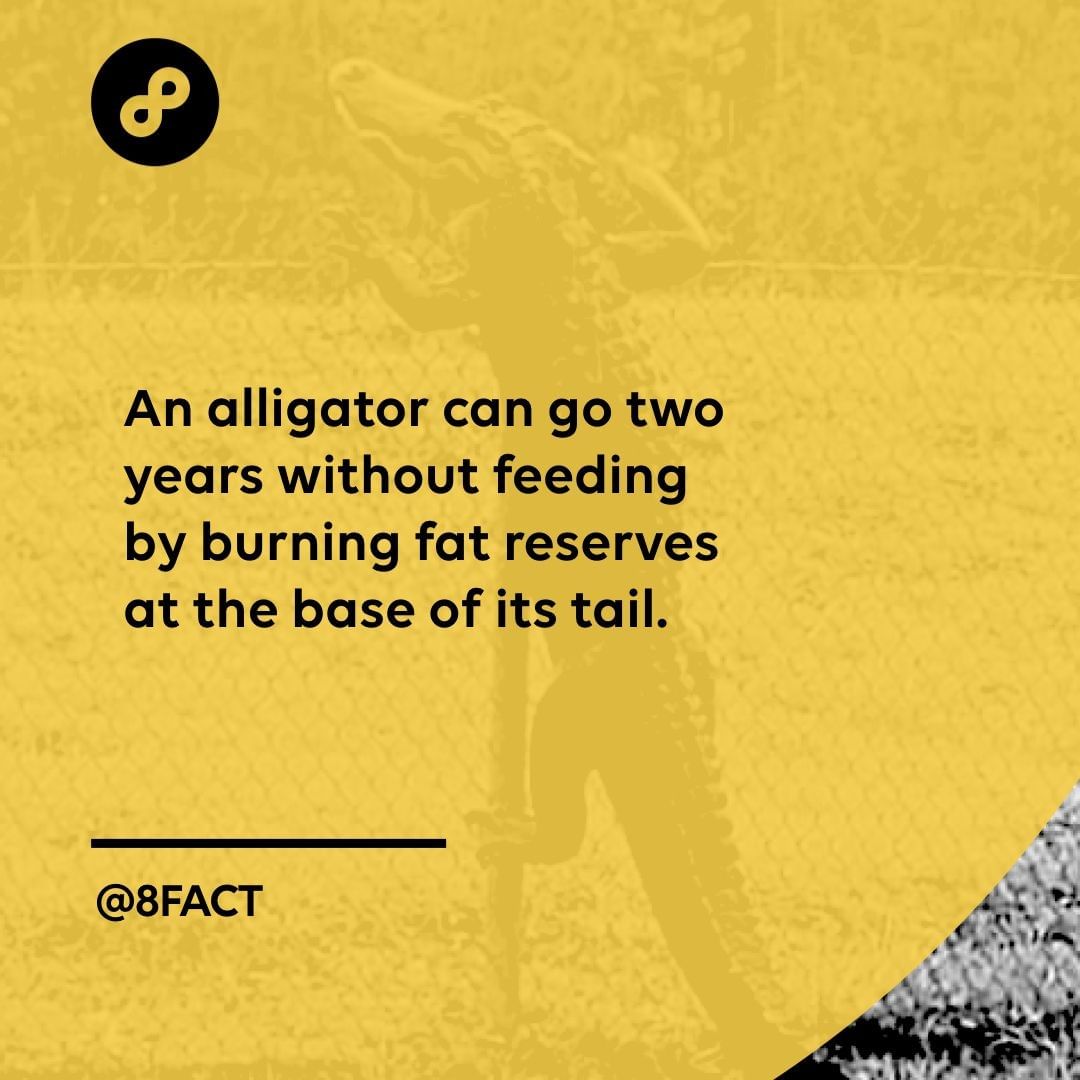 An alligator can go two
years without feeding
by burning fat reserves
at the base of its tail.
@8FACT